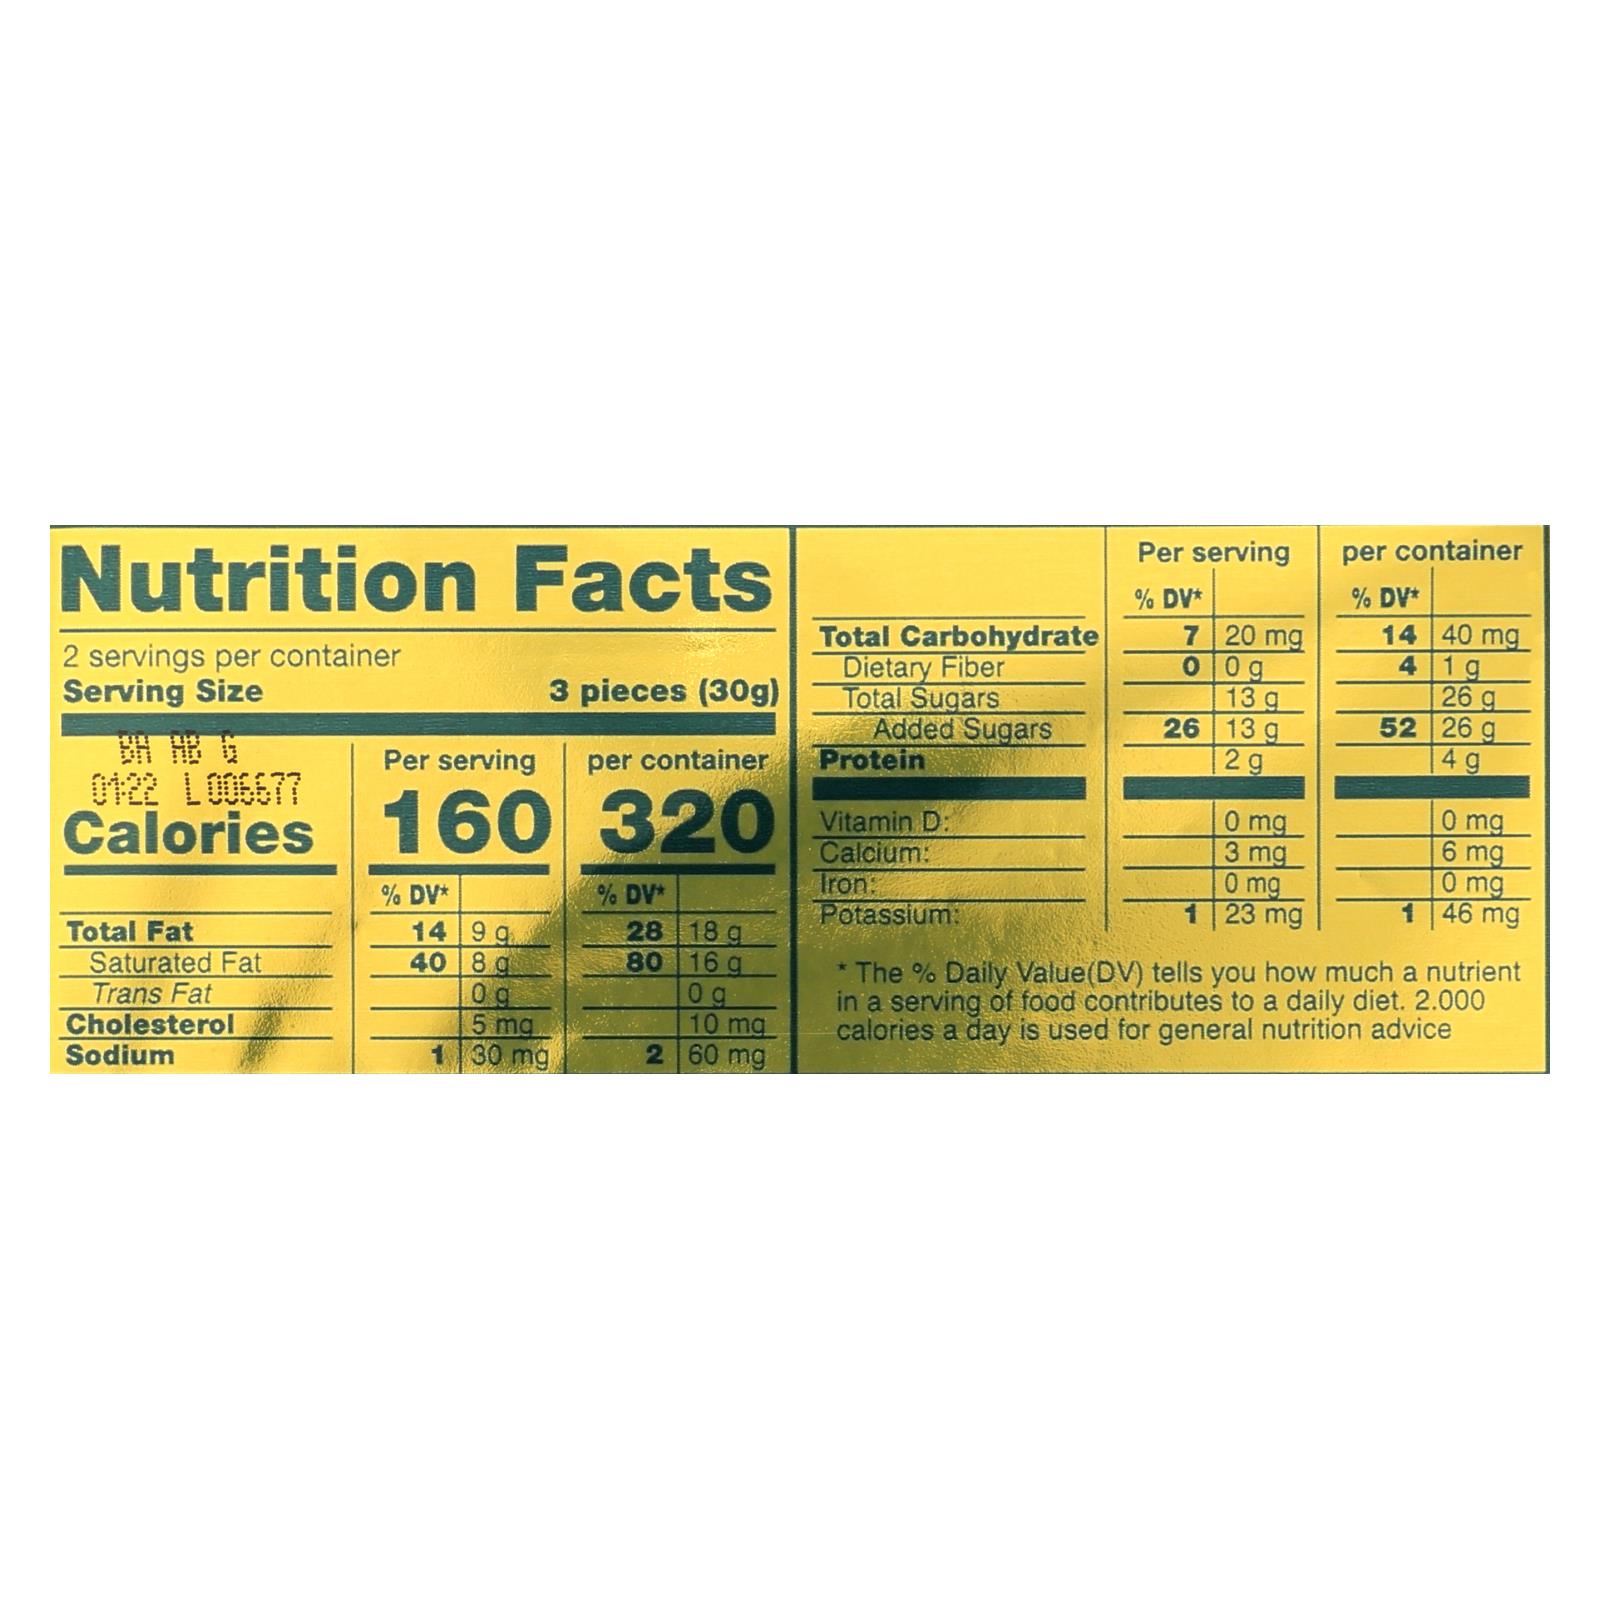 Nutrition Facts
2 servings per container
Serving Size 3 pieces (30g)
BA AB G
01-22 L006677
Per serving per container
Calories 160 320
% DV* % DV*
Total Fat 14 9 g 28 18 g
Saturated Fat 40 8 g 80 16 g
Trans Fat 0 g 0 g
Cholesterol 5 mg 10 mg
Sodium 1 30 mg 2 60 mg
Per serving per container
% DV* % DV*
Total Carbohydrate 7 20 mg 14 40 mg
Dietary Fiber 0 0 g 4 1 g
Total Sugars 13 g 26 g
Added Sugars 26 13 g 52 26 g
Protein 2 g 4 g
Vitamin D: 0 mg 0 mg
Calcium: 3 mg 6 mg
Iron: 0 mg 0 mg
Potassium: 1 23 mg 1 46 mg
* The % Daily Value(DV) tells you how much a nutrient
in a serving of food contributes to a daily diet. 2.000
calories a day is used for general nutrition advice